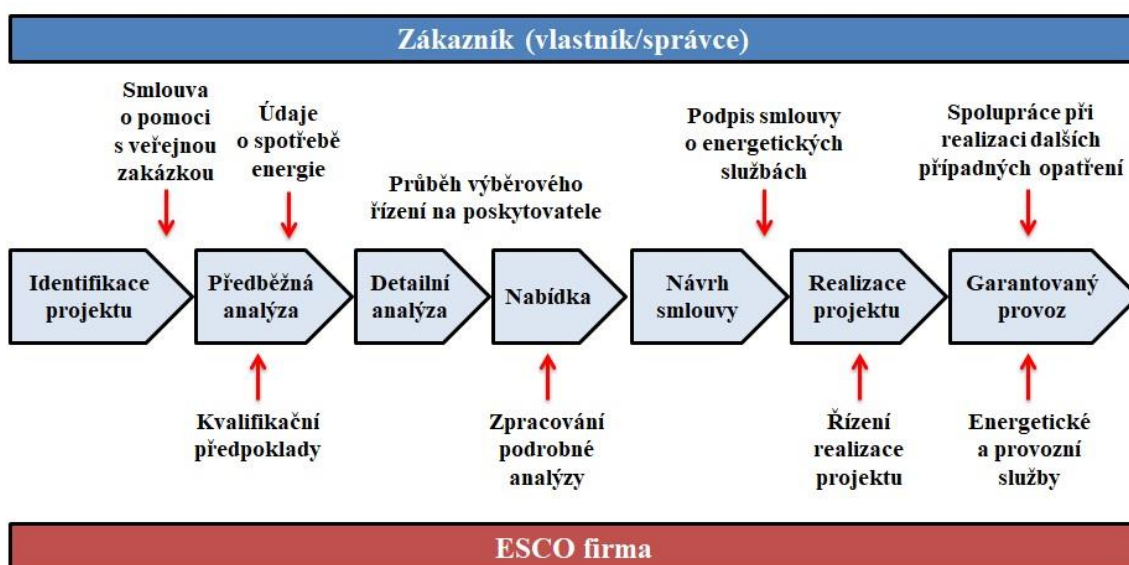 Zákazník (vlastník/správce)
Smlouva
o pomoci
s veřejnou
zakázkou
Údaje
o spotřebě
energie
Průběh výběrového
řízení na poskytovatele
Podpis smlouvy
o energetických
službách
Spolupráce při
realizaci dalších
případných opatření
Identifikace
projektu
Předběžná
analýza
Detailní
analýza
Nabídka
Návrh
smlouvy
Realizace
projektu
Garantovaný
provoz
Kvalifikační
předpoklady
Zpracování
podrobné
analýzy
Řízení
realizace
projektu
Energetické
a provozní
služby
ESCO firma